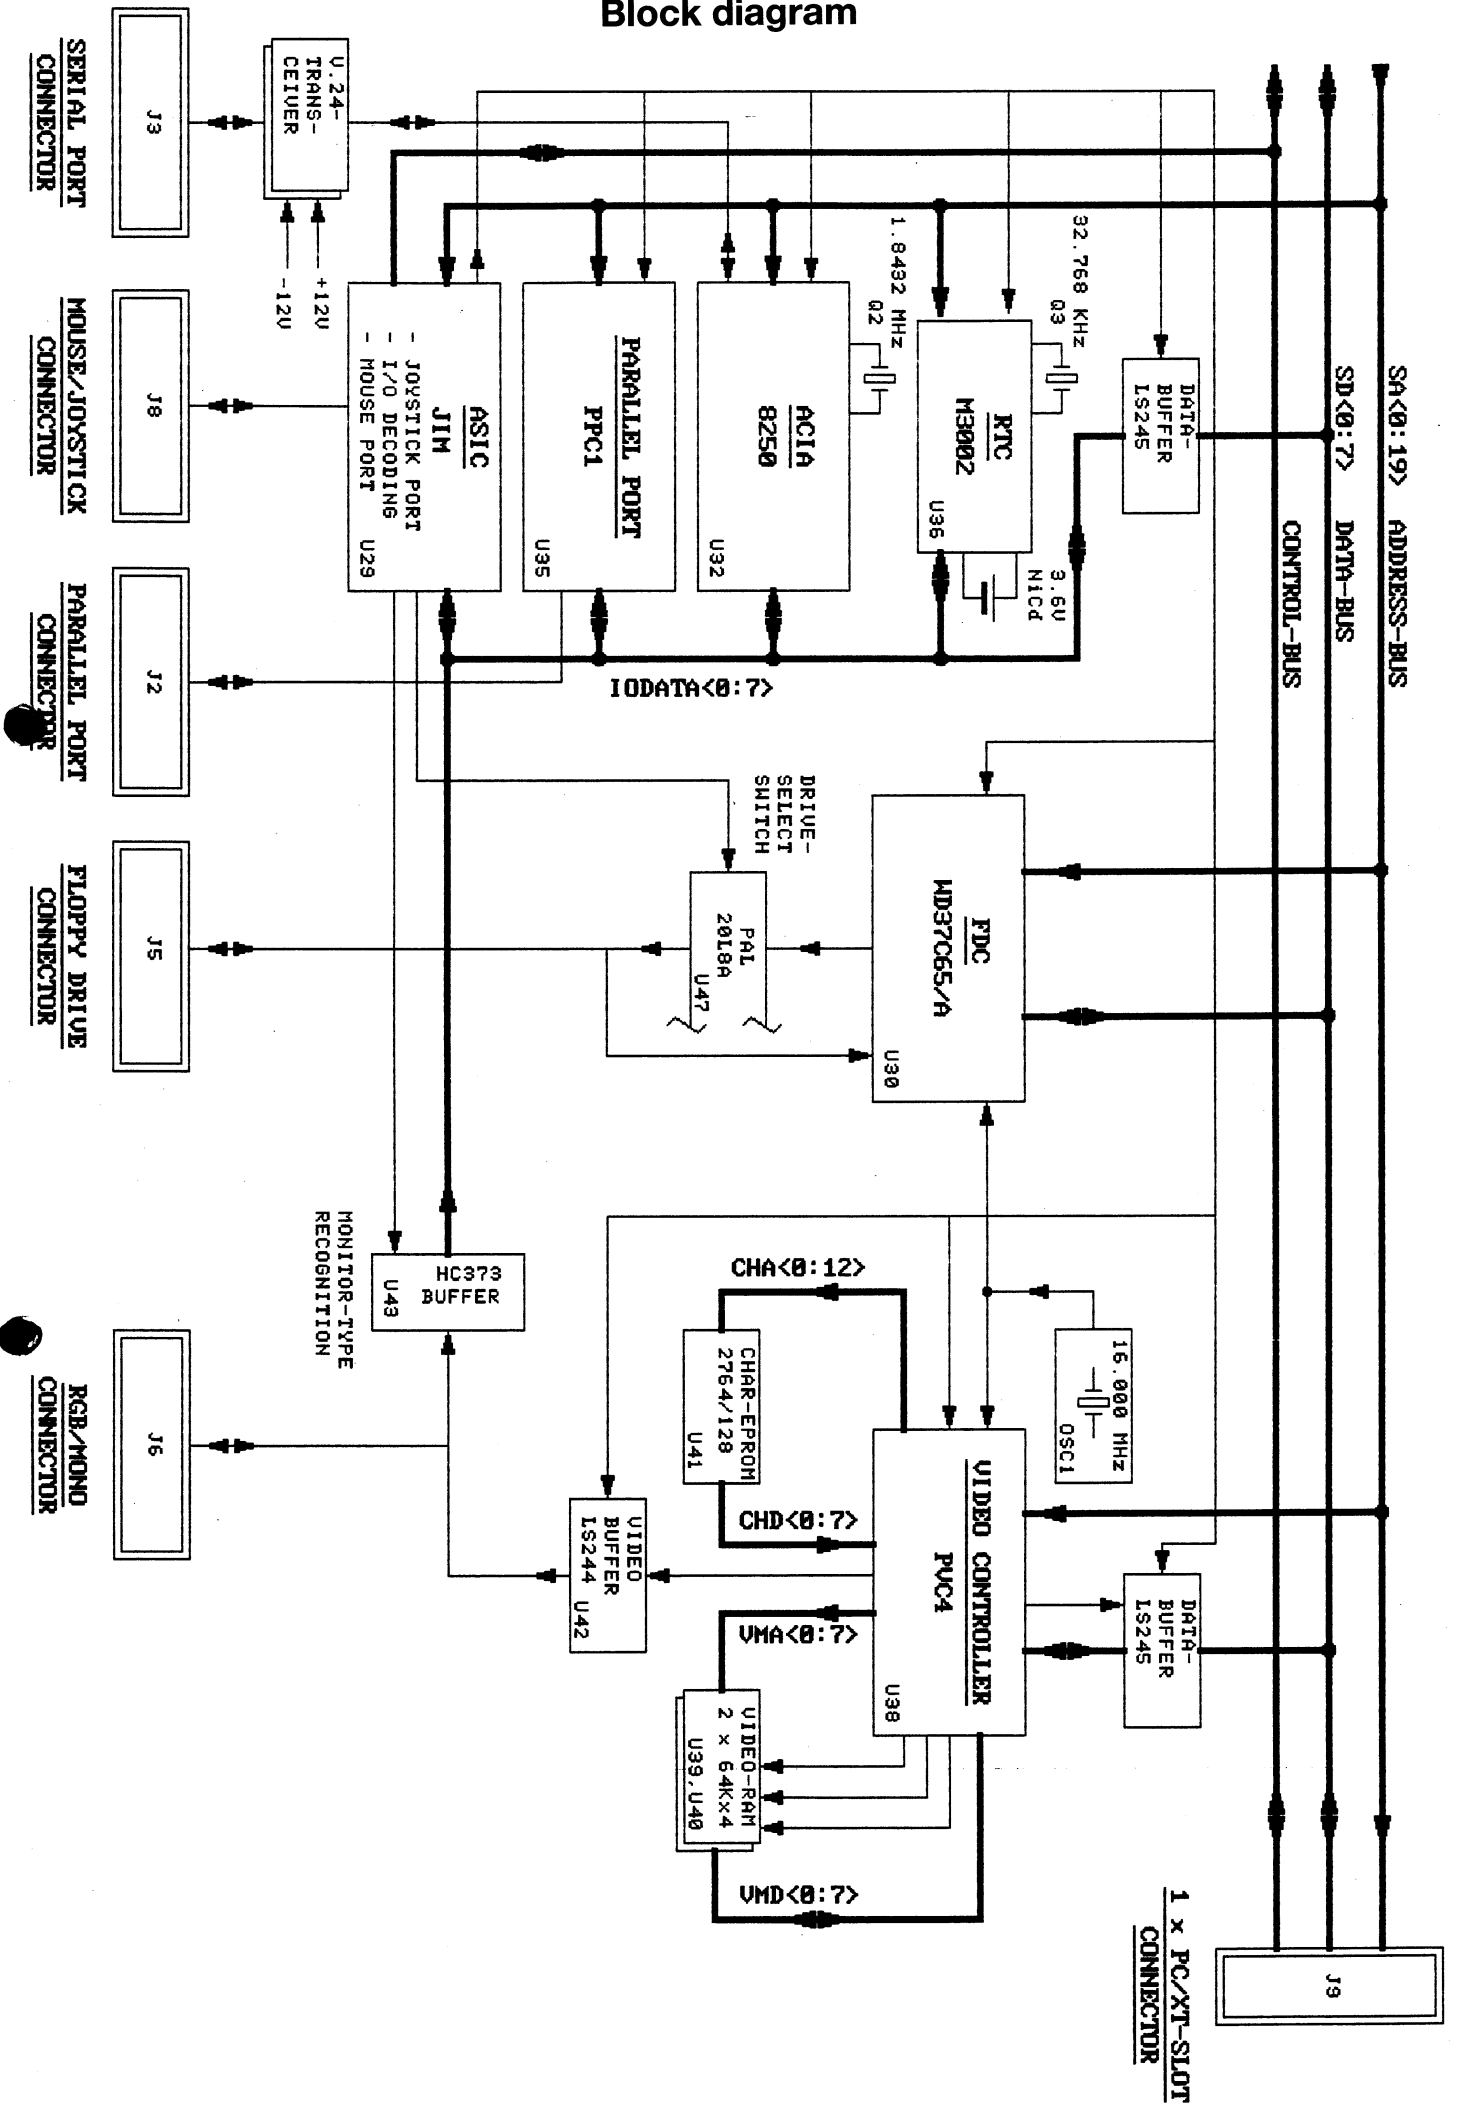 Block diagram
SA<0:19> ADDRESS-BUS
SD<0:7> DATA-BUS
CONTROL-BUS
J9
1 x PC/XT-SLOT
CONNECTOR
DATA-
BUFFER
LS245
32.768 KHz
Q3
RTC
M3002
U36
3.6V
NiCd
1.8432 MHz
Q2
ACIA
8250
U32
PARALLEL PORT
PPC1
U35
ASIC
JIM
- JOYSTICK PORT
- I/O DECODING
- MOUSE PORT
U29
IODATA<0:7>
V.24-
TRANS-
CEIVER
+12V
-12V
FDC
WD37C65/A
U30
DRIVE-
SELECT
SWITCH
PAL
20L8A
U47
16.000 MHz
OSC1
DATA-
BUFFER
LS245
VIDEO CONTROLLER
PVC4
U38
CHA<0:12>
CHAR-EPROM
2764/128
U41
CHD<0:7>
VMA<0:7>
VIDEO-RAM
2 x 64Kx4
U39,U40
VMD<0:7>
VIDEO
BUFFER
LS244 U42
HC373
BUFFER
U43
MONITOR-TYPE
RECOGNITION
J3
SERIAL PORT
CONNECTOR
J8
MOUSE/JOYSTICK
CONNECTOR
J2
PARALLEL PORT
CONNECTOR
J5
FLOPPY DRIVE
CONNECTOR
J6
RGB/MONO
CONNECTOR